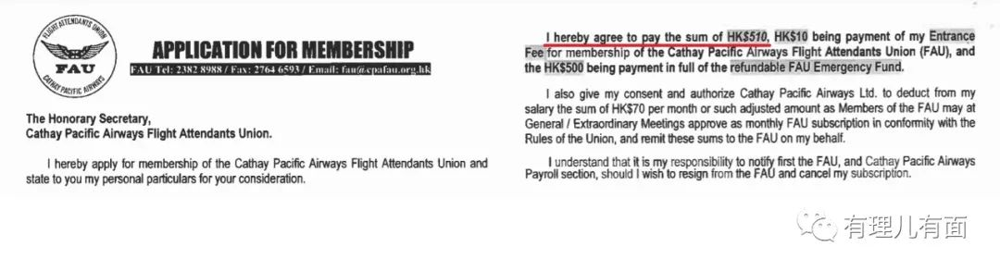 FLIGHT ATTENDANTS UNION
FAU
CATHAY PACIFIC AIRWAYS
APPLICATION FOR MEMBERSHIP
FAU Tel: 2382 8988 / Fax: 2764 6593 / Email: fau@cpafau.org.hk
The Honorary Secretary,
Cathay Pacific Airways Flight Attendants Union.
I hereby apply for membership of the Cathay Pacific Airways Flight Attendants Union and
state to you my personal particulars for your consideration.
I hereby agree to pay the sum of HK$510, HK$10 being payment of my Entrance
Fee for membership of the Cathay Pacific Airways Flight Attendants Union (FAU), and
the HK$500 being payment in full of the refundable FAU Emergency Fund.
I also give my consent and authorize Cathay Pacific Airways Ltd. to deduct from my
salary the sum of HK$70 per month or such adjusted amount as Members of the FAU may at
General / Extraordinary Meetings approve as monthly FAU subscription in conformity with the
Rules of the Union, and remit these sums to the FAU on my behalf.
I understand that it is my responsibility to notify first the FAU, and Cathay Pacific Airways
Payroll section, should I wish to resign from the FAU and cancel my subscription.
有理儿有面